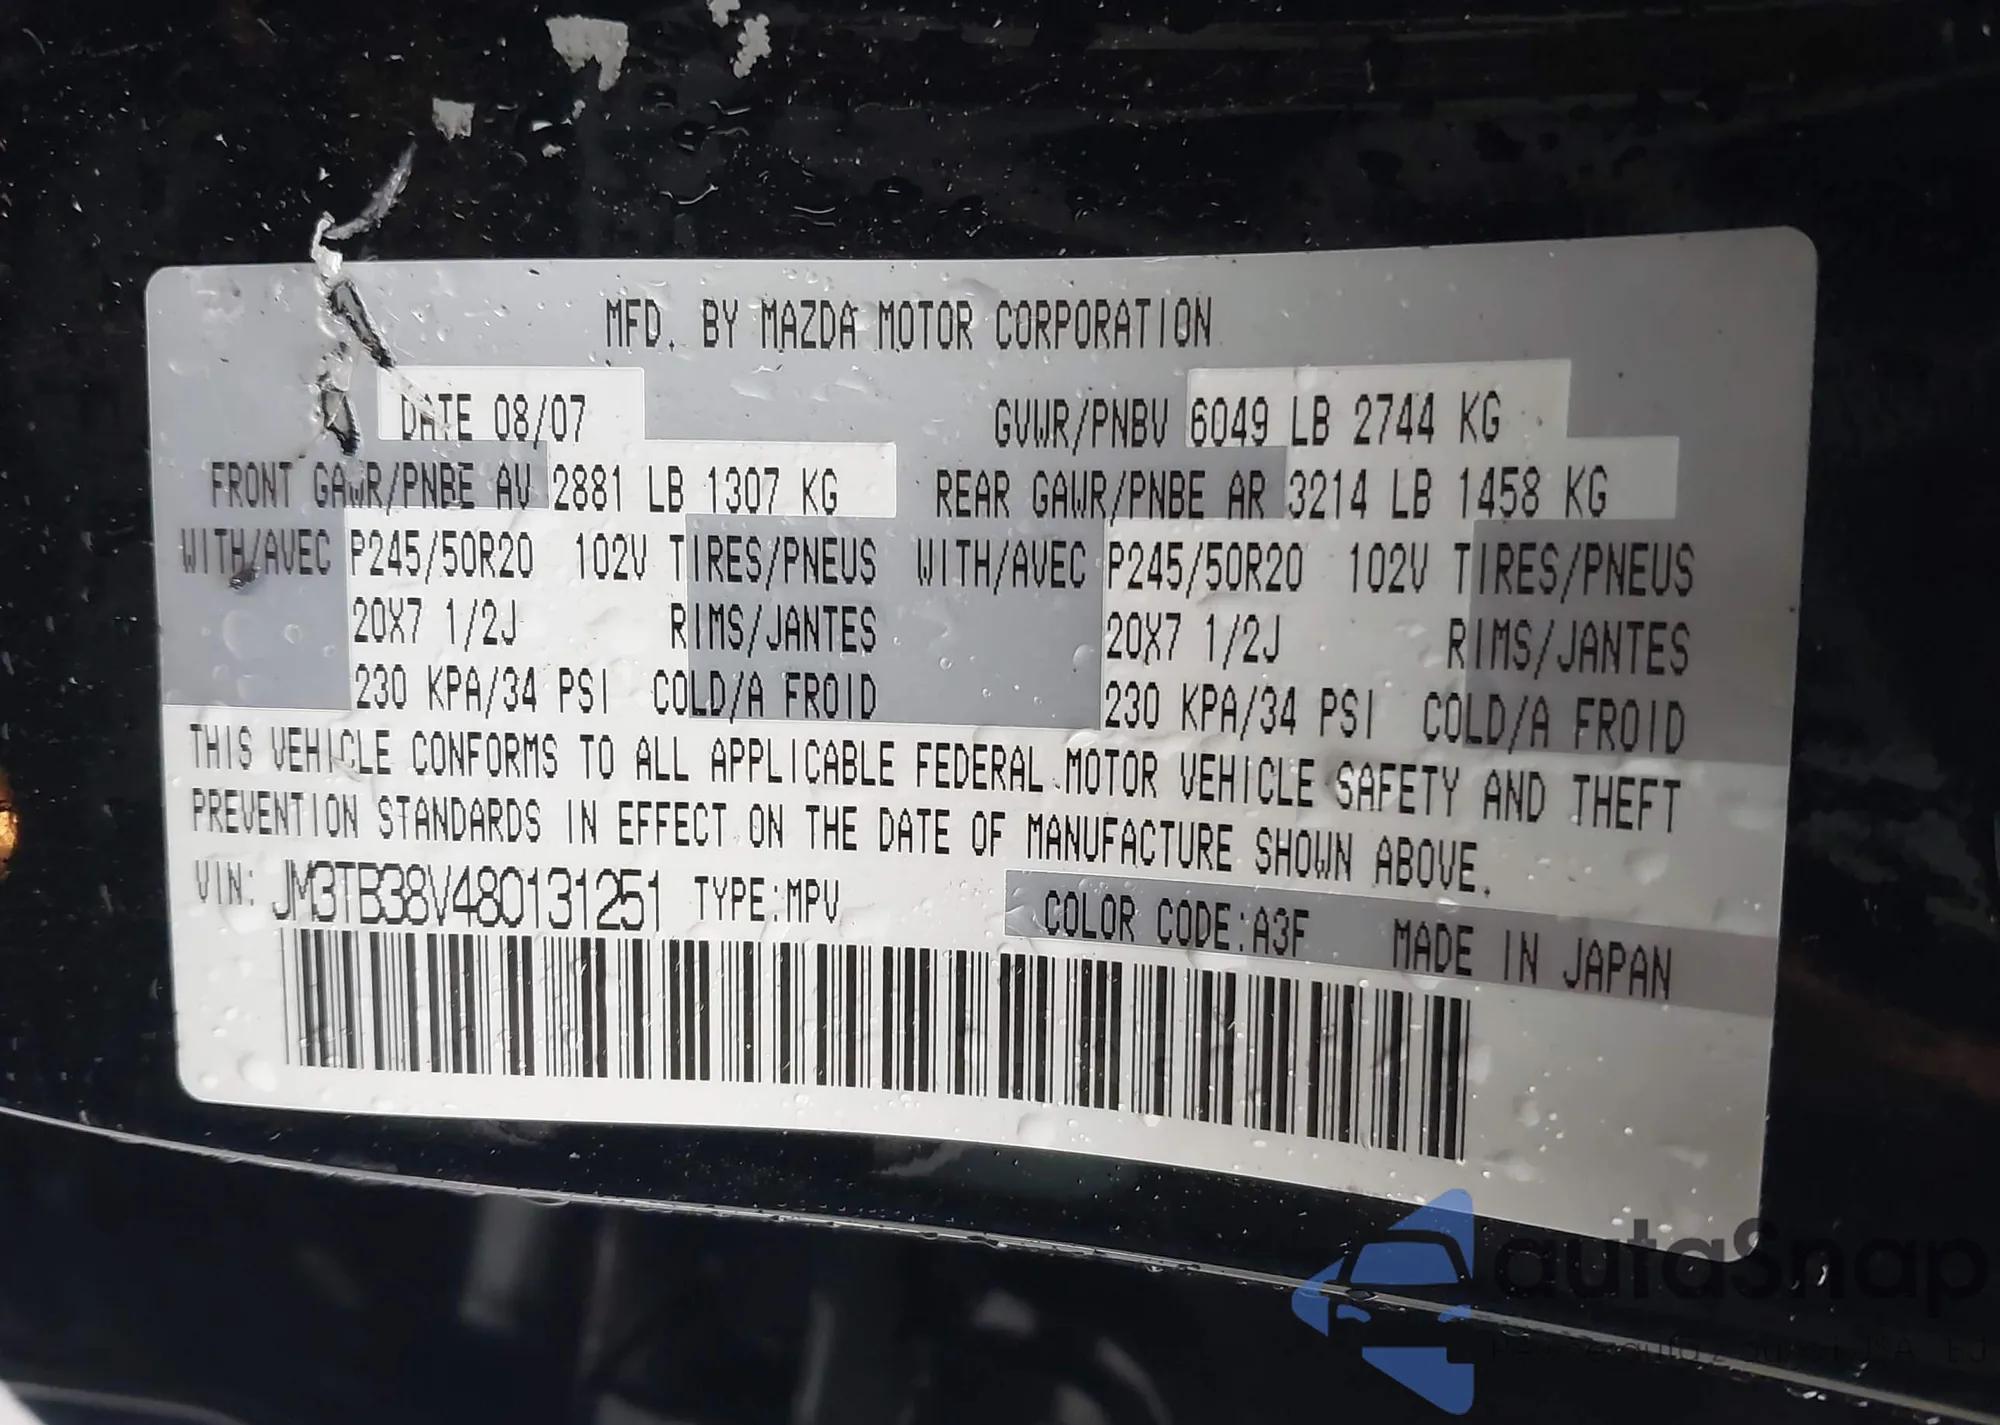 MFD. BY MAZDA MOTOR CORPORATION
DATE 08/07 GVWR/PNBV 6049 LB 2744 KG
FRONT GAWR/PNBE AV 2881 LB 1307 KG REAR GAWR/PNBE AR 3214 LB 1458 KG
WITH/AVEC P245/50R20 102V TIRES/PNEUS WITH/AVEC P245/50R20 102V TIRES/PNEUS
20X7 1/2J RIMS/JANTES 20X7 1/2J RIMS/JANTES
230 KPA/34 PSI COLD/A FROID 230 KPA/34 PSI COLD/A FROID
THIS VEHICLE CONFORMS TO ALL APPLICABLE FEDERAL MOTOR VEHICLE SAFETY AND THEFT
PREVENTION STANDARDS IN EFFECT ON THE DATE OF MANUFACTURE SHOWN ABOVE.
VIN: JM3TB38V480131251 TYPE:MPV COLOR CODE:A3F MADE IN JAPAN
autaSnap